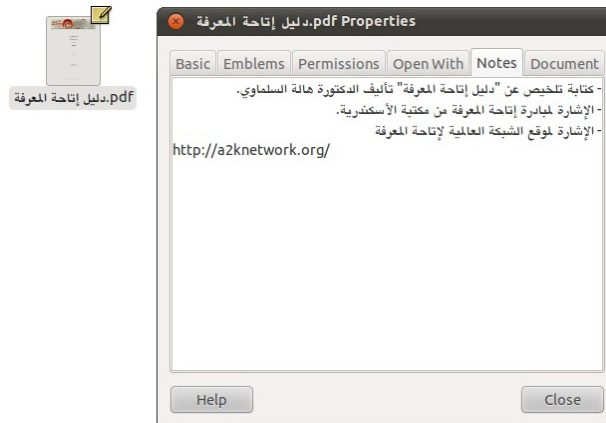 pdf.دليل إتاحة المعرفة
pdf.دليل إتاحة المعرفة Properties
Basic Emblems Permissions Open With Notes Document
- كتابة تلخيص عن "دليل إتاحة المعرفة" تأليف الدكتورة هالة السلماوي.
- الإشارة لمبادرة إتاحة المعرفة من مكتبة الأسكندرية.
- الإشارة لموقع الشبكة العالمية لإتاحة المعرفة
http://a2knetwork.org/
Help Close